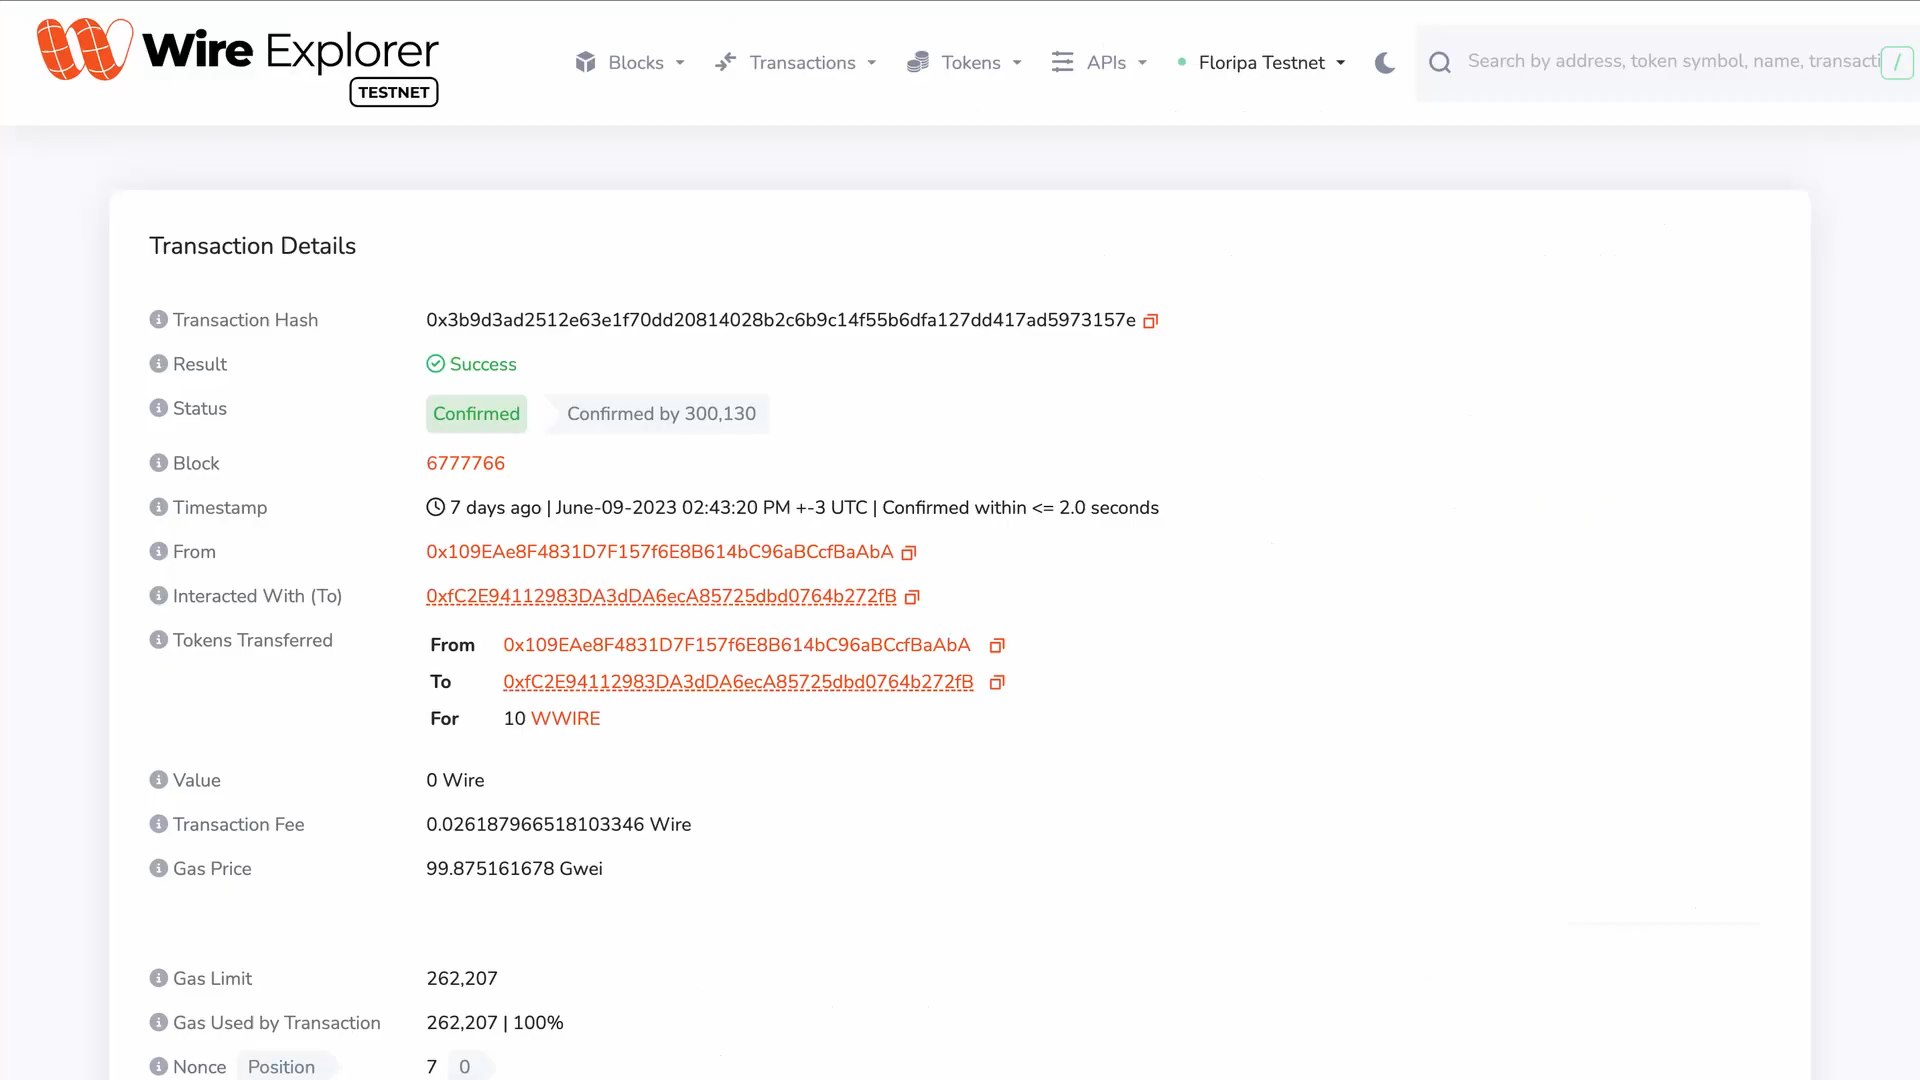 Wire Explorer
TESTNET
Blocks
Transactions
Tokens
APIs
Floripa Testnet
Search by address, token symbol, name, transacti
/
Transaction Details
Transaction Hash
0x3b9d3ad2512e63e1f70dd20814028b2c6b9c14f55b6dfa127dd417ad5973157e
Result
Success
Status
Confirmed
Confirmed by 300,130
Block
6777766
Timestamp
7 days ago | June-09-2023 02:43:20 PM +-3 UTC | Confirmed within <= 2.0 seconds
From
0x109EAe8F4831D7F157f6E8B614bC96aBCcfBaAbA
Interacted With (To)
0xfC2E94112983DA3dDA6ecA85725dbd0764b272fB
Tokens Transferred
From 0x109EAe8F4831D7F157f6E8B614bC96aBCcfBaAbA
To 0xfC2E94112983DA3dDA6ecA85725dbd0764b272fB
For 10 WWIRE
Value
0 Wire
Transaction Fee
0.026187966518103346 Wire
Gas Price
99.875161678 Gwei
Gas Limit
262,207
Gas Used by Transaction
262,207 | 100%
Nonce Position
7 0